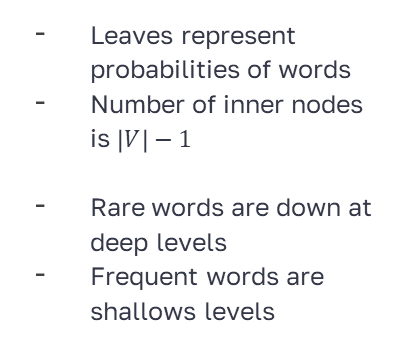 - Leaves represent
probabilities of words
- Number of inner nodes
is |V| − 1
- Rare words are down at
deep levels
- Frequent words are
shallows levels